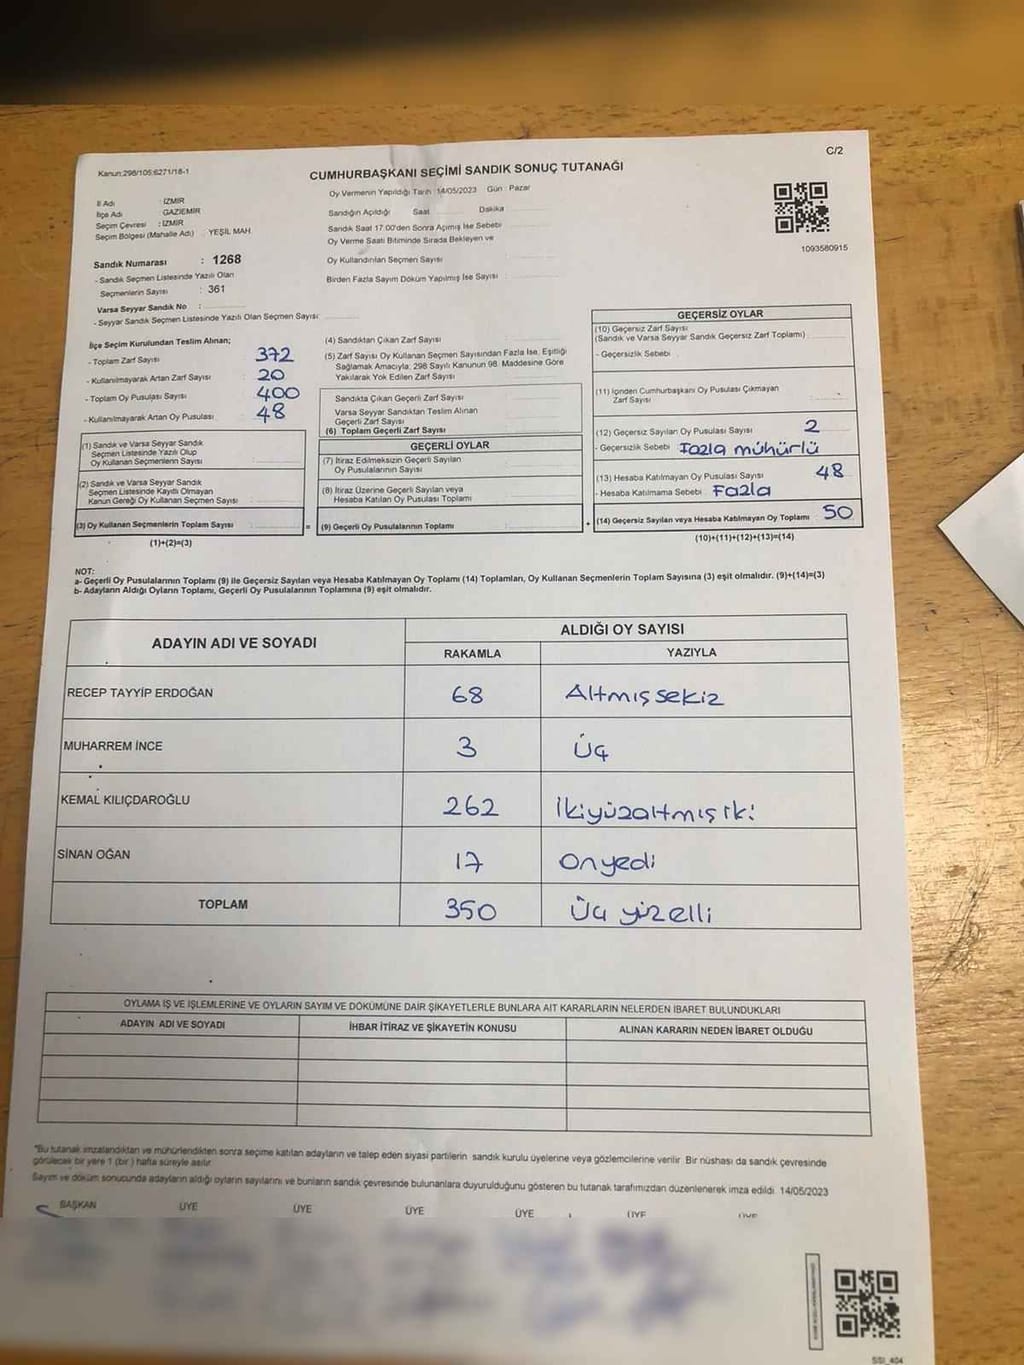 C/2
Kanun:298/105:6271/18-1
CUMHURBAŞKANI SEÇİMİ SANDIK SONUÇ TUTANAĞI
Oy Vermenin Yapıldığı Tarih :14/05/2023 Gün : Pazar
İl Adı : İZMİR
İlçe Adı : GAZİEMİR
Seçim Çevresi : İZMİR
Seçim Bölgesi (Mahalle Adı) : YEŞİL MAH
Sandığın Açıldığı Saat Dakika
Sandık Saat 17.00'den Sonra Açımış İse Sebebi
Oy Verme Saati Bitiminde Sırada Bekleyen ve
Oy Kullandırılan Seçmen Sayısı
Birden Fazla Sayım Döküm Yapılmış İse Sayısı
1093580915
Sandık Numarası : 1268
- Sandık Seçmen Listesinde Yazılı Olan
Seçmenlerin Sayısı : 361
Varsa Seyyar Sandık No :
- Seyyar Sandık Seçmen Listesinde Yazılı Olan Seçmen Sayısı:
İlçe Seçim Kurulundan Teslim Alınan;
- Toplam Zarf Sayısı : 372
- Kullanılmayarak Artan Zarf Sayısı : 20
- Toplam Oy Pusulası Sayısı : 400
- Kullanılmayarak Artan Oy Pusulası : 48
(1) Sandık ve Varsa Seyyar Sandık
Seçmen Listesinde Yazılı Olup
Oy Kullanan Seçmenlerin Sayısı :
(2) Sandık ve Varsa Seyyar Sandık
Seçmen Listesinde Kayıtlı Olmayan
Kanun Gereği Oy Kullanan Seçmen Sayısı :
(3) Oy Kullanan Seçmenlerin Toplam Sayısı :
(1)+(2)=(3)
(4) Sandıktan Çıkan Zarf Sayısı :
(5) Zarf Sayısı Oy Kullanan Seçmen Sayısından Fazla İse, Eşitliği
Sağlamak Amacıyla; 298 Sayılı Kanunun 98. Maddesine Göre
Yakılarak Yok Edilen Zarf Sayısı :
Sandıkta Çıkan Geçerli Zarf Sayısı :
Varsa Seyyar Sandıktan Teslim Alınan
Geçerli Zarf Sayısı :
(6) Toplam Geçerli Zarf Sayısı :
GEÇERLİ OYLAR
(7) İtiraz Edilmeksizin Geçerli Sayılan
Oy Pusulalarının Sayısı :
(8) İtiraz Üzerine Geçerli Sayılan veya
Hesaba Katılan Oy Pusulası Toplamı :
= (9) Geçerli Oy Pusulalarının Toplamı :
GEÇERSİZ OYLAR
(10) Geçersiz Zarf Sayısı
(Sandık ve Varsa Seyyar Sandık Geçersiz Zarf Toplamı) :
- Geçersizlik Sebebi :
(11) İçinden Cumhurbaşkanı Oy Pusulası Çıkmayan
Zarf Sayısı :
(12) Geçersiz Sayılan Oy Pusulası Sayısı : 2
- Geçersizlik Sebebi : Fazla mühürlü
(13) Hesaba Katılmayan Oy Pusulası Sayısı : 48
- Hesaba Katılmama Sebebi : Fazla
+ (14) Geçersiz Sayılan veya Hesaba Katılmayan Oy Toplamı : 50
(10)+(11)+(12)+(13)=(14)
NOT:
a- Geçerli Oy Pusulalarının Toplamı (9) ile Geçersiz Sayılan veya Hesaba Katılmayan Oy Toplamı (14) Toplamları, Oy Kullanan Seçmenlerin Toplam Sayısına (3) eşit olmalıdır. (9)+(14)=(3)
b- Adayların Aldığı Oyların Toplamı, Geçerli Oy Pusulalarının Toplamına (9) eşit olmalıdır.
ADAYIN ADI VE SOYADI
ALDIĞI OY SAYISI
RAKAMLA YAZIYLA
RECEP TAYYİP ERDOĞAN 68 Altmışsekiz
MUHARREM İNCE 3 Üç
KEMAL KILIÇDAROĞLU 262 İkiyüzaltmışiki
SİNAN OĞAN 17 Onyedi
TOPLAM 350 Üç yüzelli
OYLAMA İŞ VE İŞLEMLERİNE VE OYLARIN SAYIM VE DÖKÜMÜNE DAİR ŞİKAYETLERLE BUNLARA AİT KARARLARIN NELERDEN İBARET BULUNDUKLARI
ADAYIN ADI VE SOYADI İHBAR İTİRAZ VE ŞİKAYETİN KONUSU ALINAN KARARIN NEDEN İBARET OLDUĞU
*Bu tutanak imzalandıktan ve mühürlendikten sonra seçime katılan adayların ve talep eden siyasi partilerin sandık kurulu üyelerine veya gözlemcilerine verilir. Bir nüshası da sandık çevresinde
görülecek bir yere 1 (bir) hafta süreyle asılır.
Sayım ve döküm sonucunda adayların aldığı oyların sayılarını ve bunların sandık çevresinde bulunanlara duyurulduğunu gösteren bu tutanak tarafımızdan düzenlenerek imza edildi. 14/05/2023
BAŞKAN ÜYE ÜYE ÜYE ÜYE ÜYE ÜYE
SSI_404